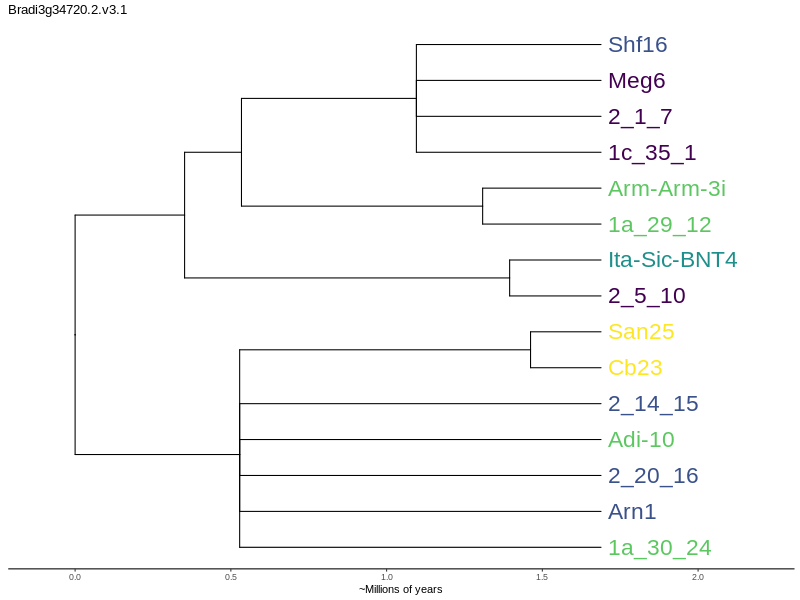 Bradi3g34720.2.v3.1
Shf16
Meg6
2_1_7
1c_35_1
Arm-Arm-3i
1a_29_12
Ita-Sic-BNT4
2_5_10
San25
Cb23
2_14_15
Adi-10
2_20_16
Arn1
1a_30_24
0.0 0.5 1.0 1.5 2.0
~Millions of years